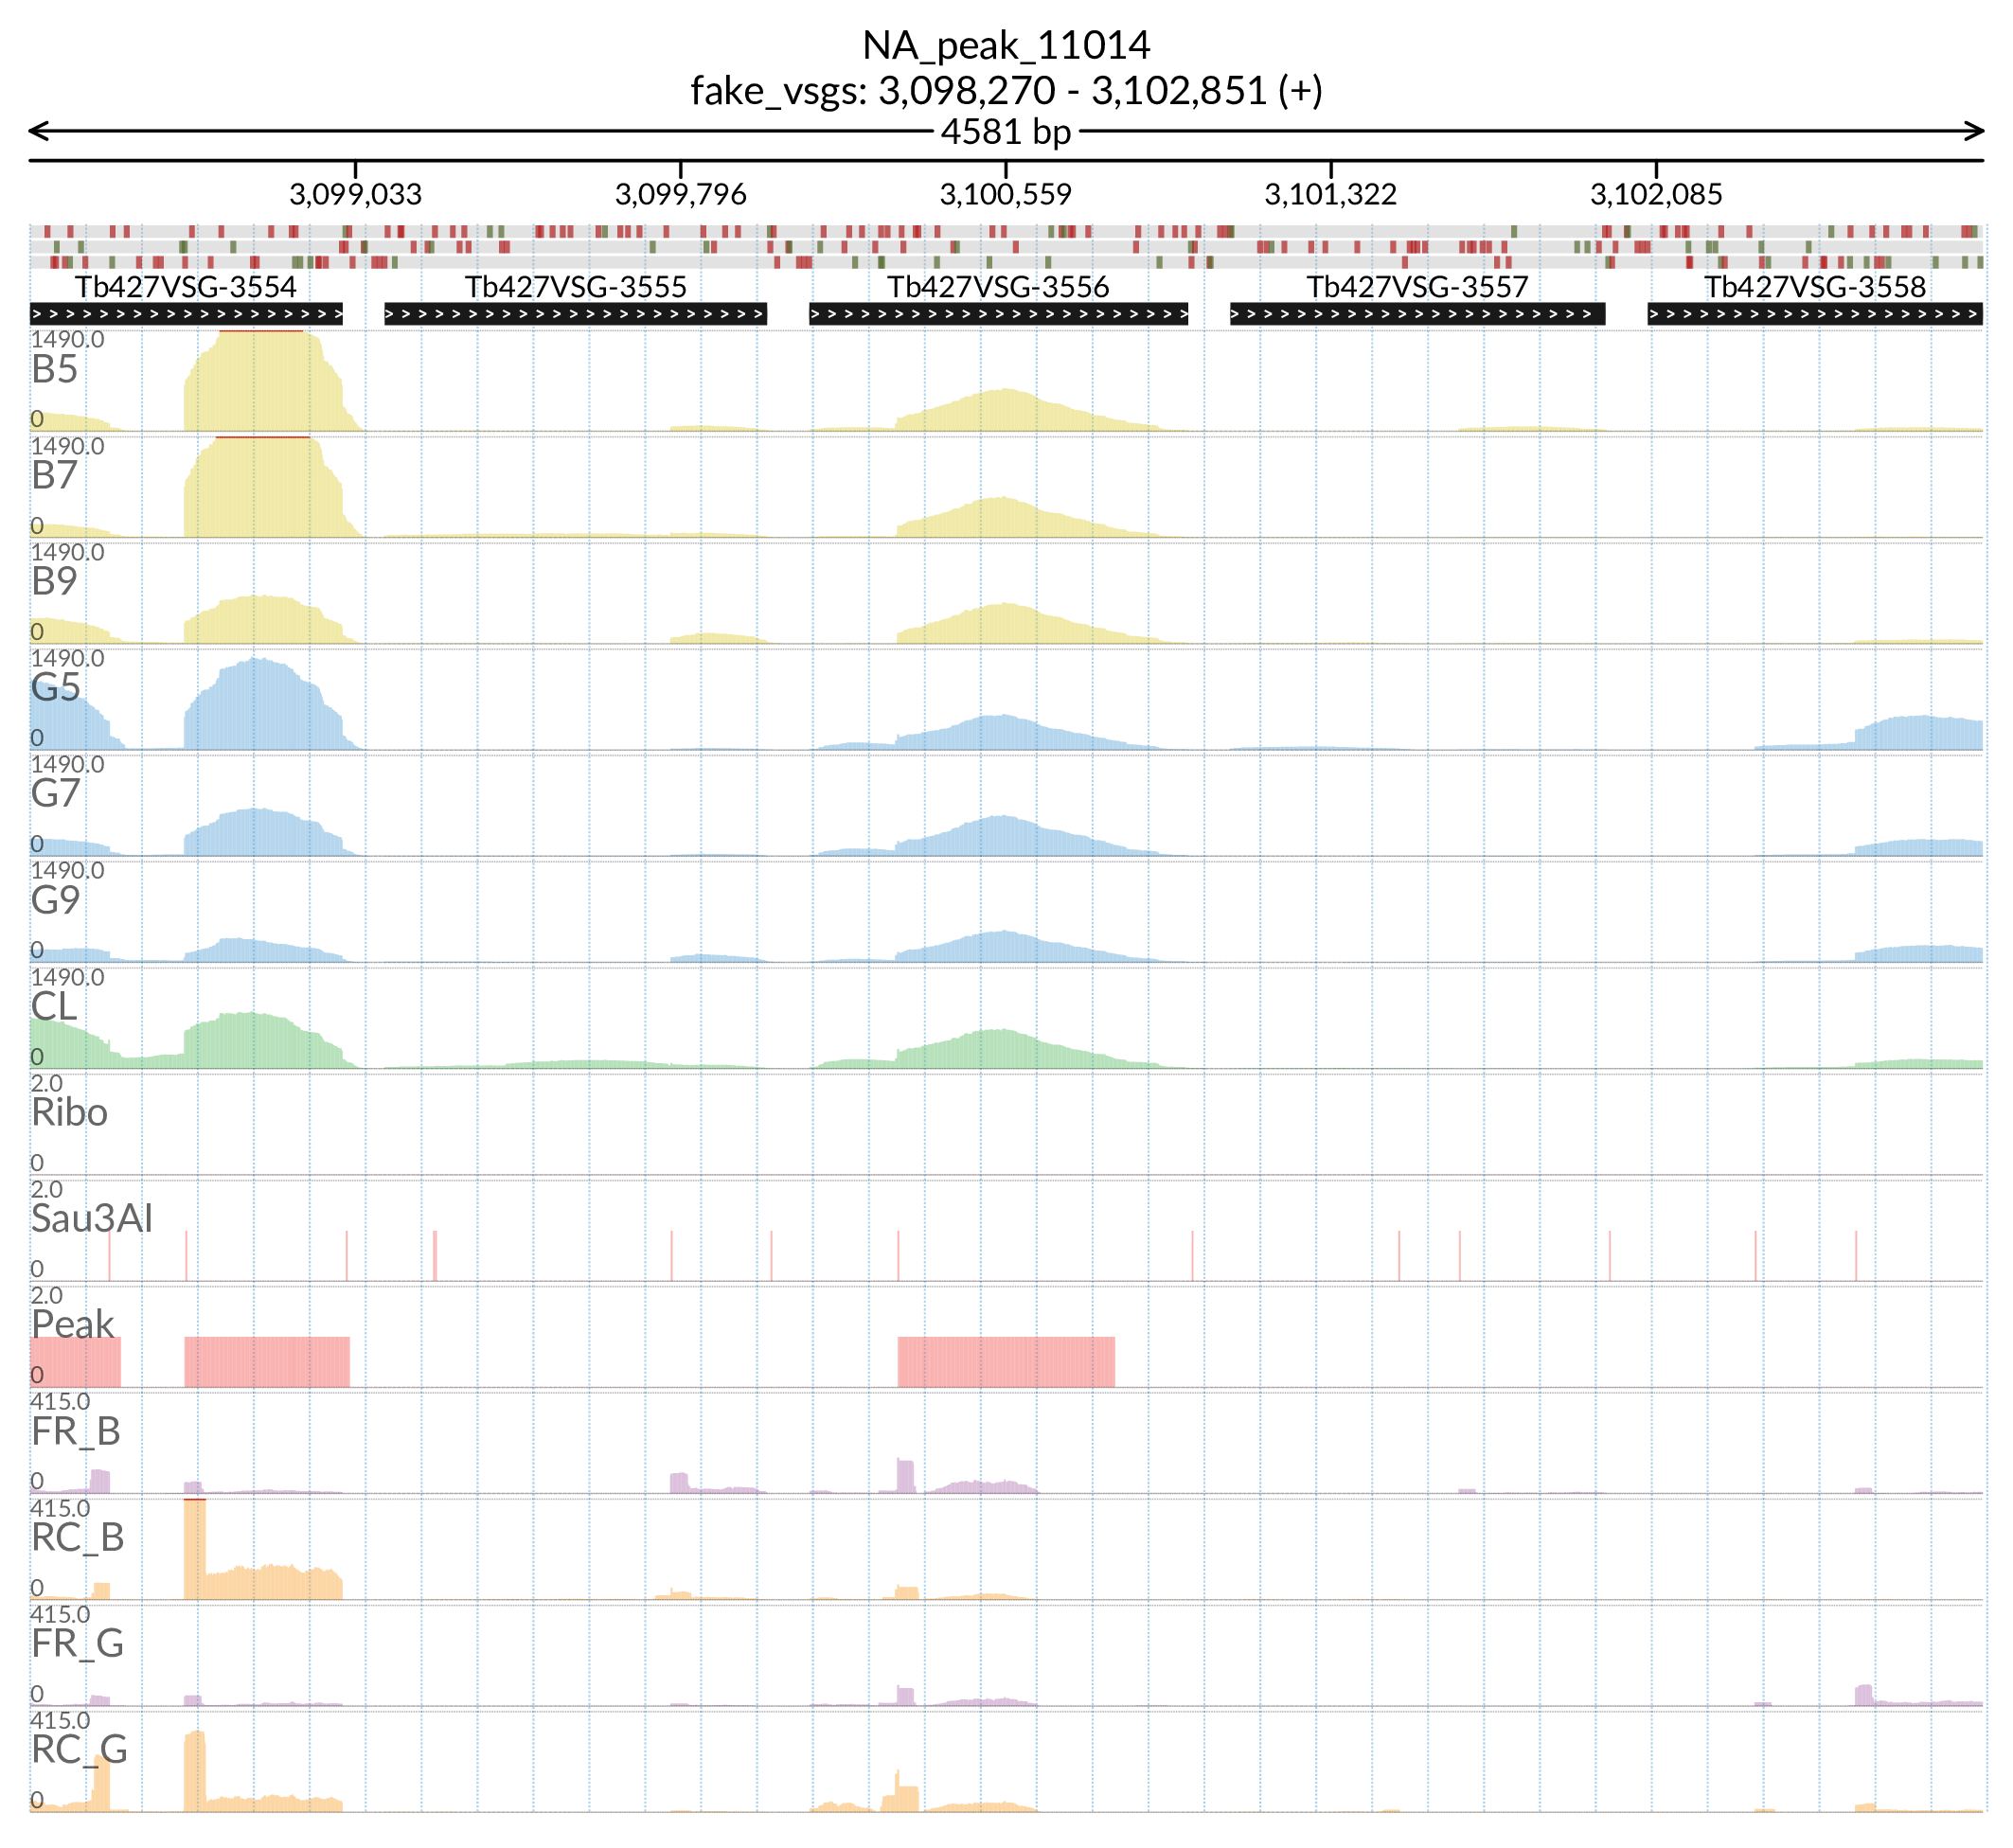 NA_peak_11014
fake_vsgs: 3,098,270 - 3,102,851 (+)
4581 bp
3,099,033 3,099,796 3,100,559 3,101,322 3,102,085
Tb427VSG-3554 Tb427VSG-3555 Tb427VSG-3556 Tb427VSG-3557 Tb427VSG-3558
1490.0
B5
0
1490.0
B7
0
1490.0
B9
0
1490.0
G5
0
1490.0
G7
0
1490.0
G9
0
1490.0
CL
0
2.0
Ribo
0
2.0
Sau3AI
0
2.0
Peak
0
415.0
FR_B
0
415.0
RC_B
0
415.0
FR_G
0
415.0
RC_G
0